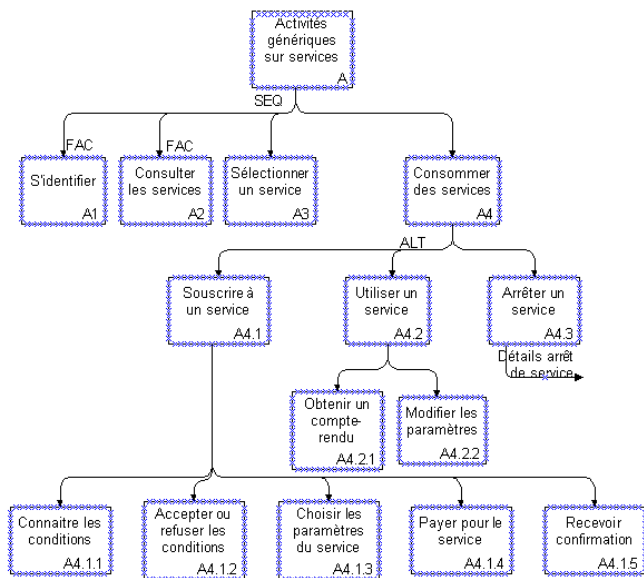 Activités
génériques
sur services
A
SEQ
FAC
FAC
S'identifier
A1
Consulter
les services
A2
Sélectionner
un service
A3
Consommer
des services
A4
ALT
Souscrire à
un service
A4.1
Utiliser un
service
A4.2
Arrêter un
service
A4.3
Détails arrêt
de service
Obtenir un
compte-
rendu
A4.2.1
Modifier les
paramètres
A4.2.2
Connaitre les
conditions
A4.1.1
Accepter ou
refuser les
conditions
A4.1.2
Choisir les
paramètres
du service
A4.1.3
Payer pour le
service
A4.1.4
Recevoir
confirmation
A4.1.5